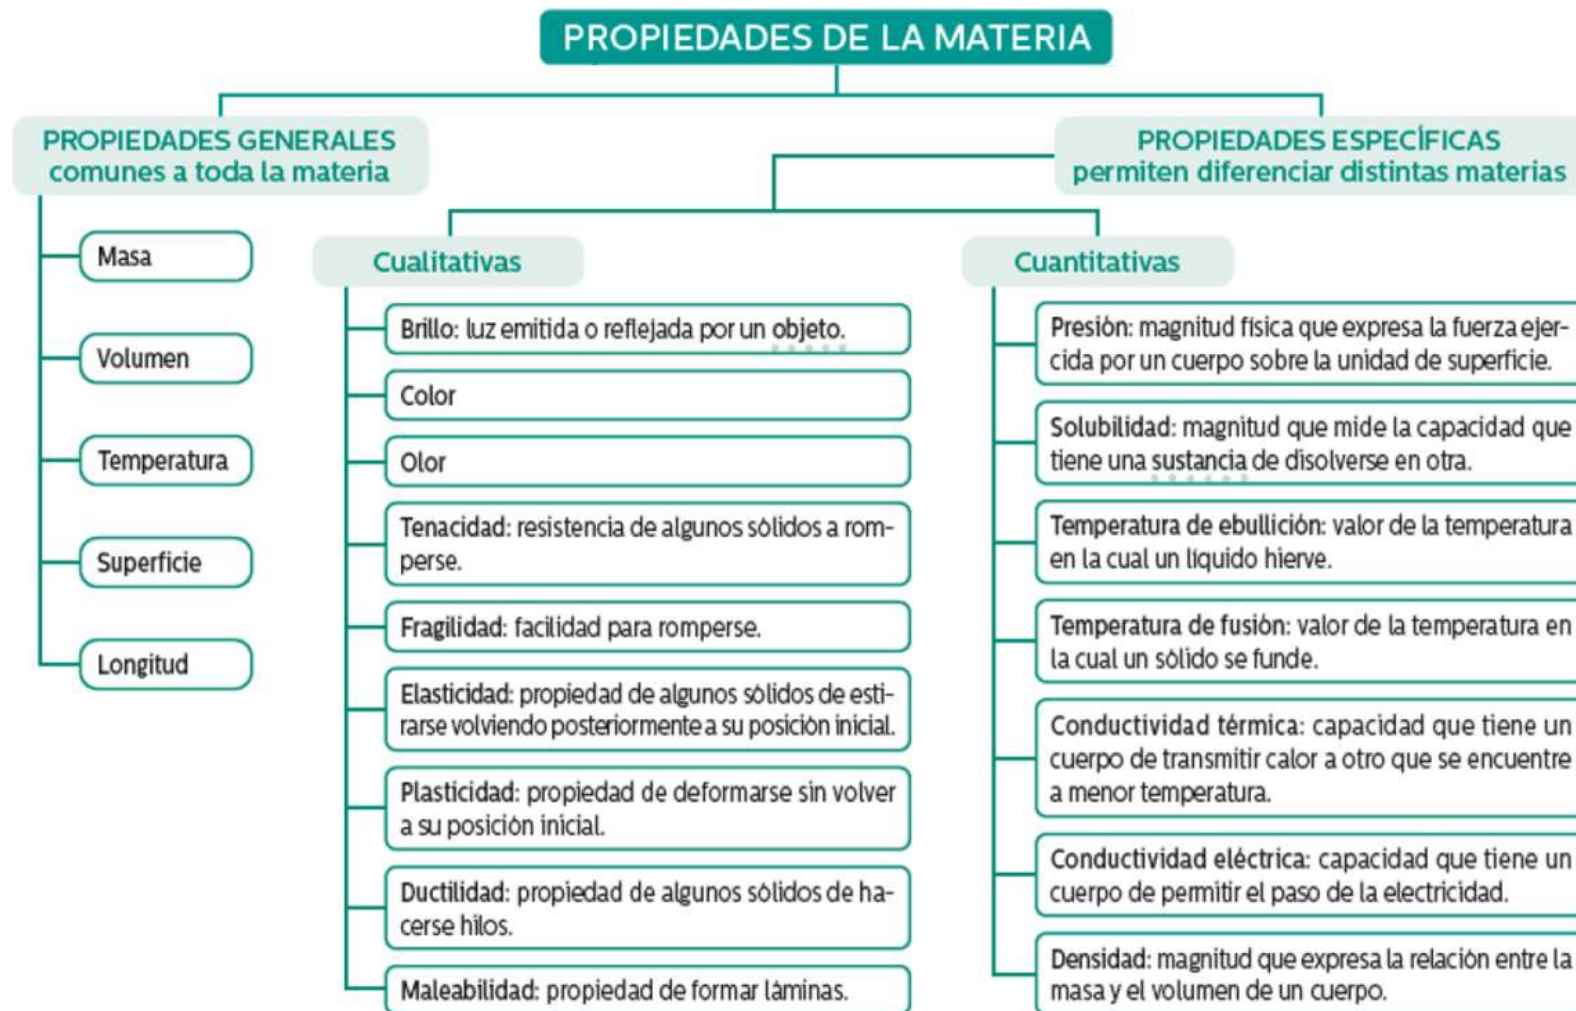 PROPIEDADES DE LA MATERIA
PROPIEDADES GENERALES
comunes a toda la materia
Masa
Volumen
Temperatura
Superficie
Longitud
PROPIEDADES ESPECÍFICAS
permiten diferenciar distintas materias
Cualitativas
Brillo: luz emitida o reflejada por un objeto.
Color
Olor
Tenacidad: resistencia de algunos sólidos a rom-
perse.
Fragilidad: facilidad para romperse.
Elasticidad: propiedad de algunos sólidos de esti-
rarse volviendo posteriormente a su posición inicial.
Plasticidad: propiedad de deformarse sin volver
a su posición inicial.
Ductilidad: propiedad de algunos sólidos de ha-
cerse hilos.
Maleabilidad: propiedad de formar láminas.
Cuantitativas
Presión: magnitud física que expresa la fuerza ejer-
cida por un cuerpo sobre la unidad de superficie.
Solubilidad: magnitud que mide la capacidad que
tiene una sustancia de disolverse en otra.
Temperatura de ebullición: valor de la temperatura
en la cual un líquido hierve.
Temperatura de fusión: valor de la temperatura en
la cual un sólido se funde.
Conductividad térmica: capacidad que tiene un
cuerpo de transmitir calor a otro que se encuentre
a menor temperatura.
Conductividad eléctrica: capacidad que tiene un
cuerpo de permitir el paso de la electricidad.
Densidad: magnitud que expresa la relación entre la
masa y el volumen de un cuerpo.